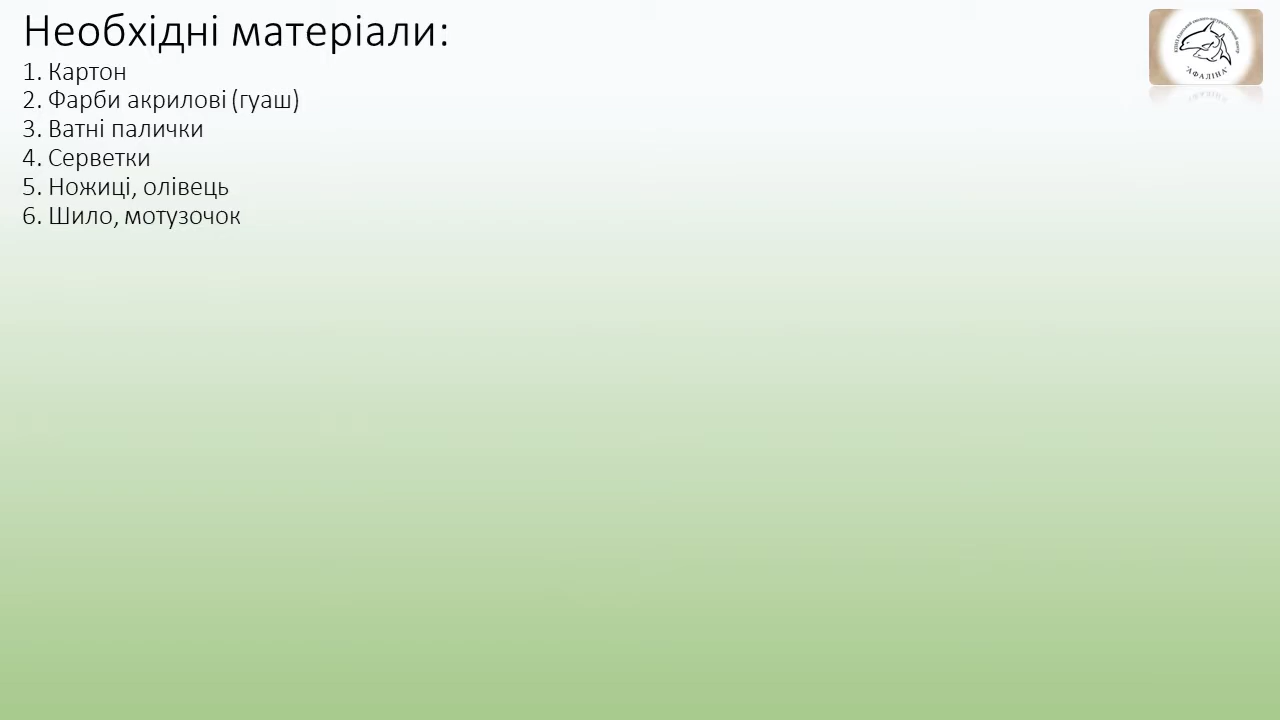 Необхідні матеріали:
1. Картон
2. Фарби акрилові (гуаш)
3. Ватні палички
4. Серветки
5. Ножиці, олівець
6. Шило, мотузочок
"АФАЛІНА"